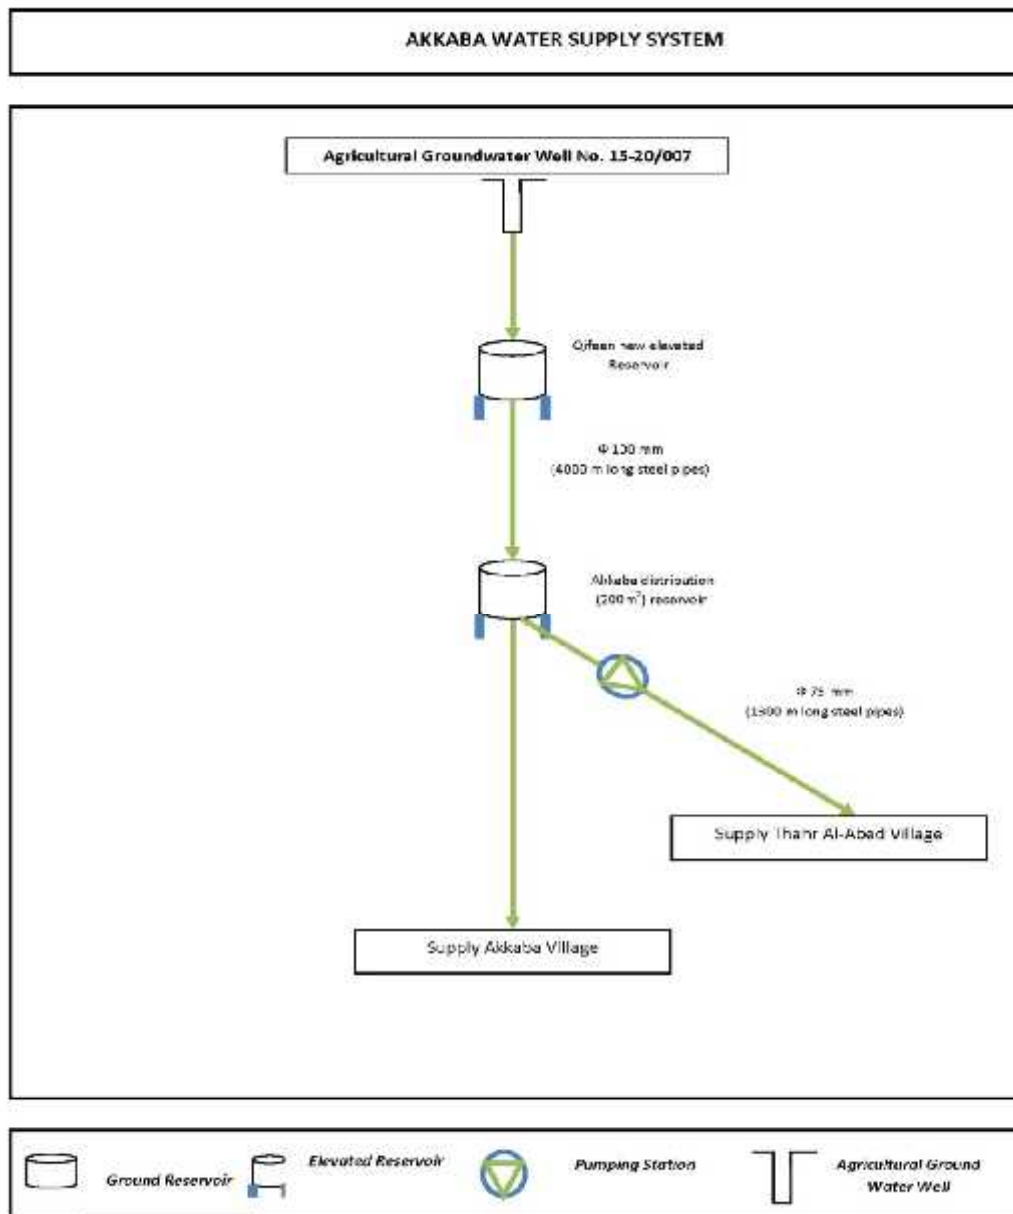 AKKABA WATER SUPPLY SYSTEM
Agricultural Groundwater Well No. 15-20/007
new elevated
Reservoir
Φ 100 mm
(4000 m long steel pipes)
Akkaba distribution
(200 m³) reservoir
Φ 75 mm
(1300 m long steel pipes)
Supply Thahr Al-Abed Village
Supply Akkaba Village
Ground Reservoir
Elevated Reservoir
Pumping Station
Agricultural Ground
Water Well